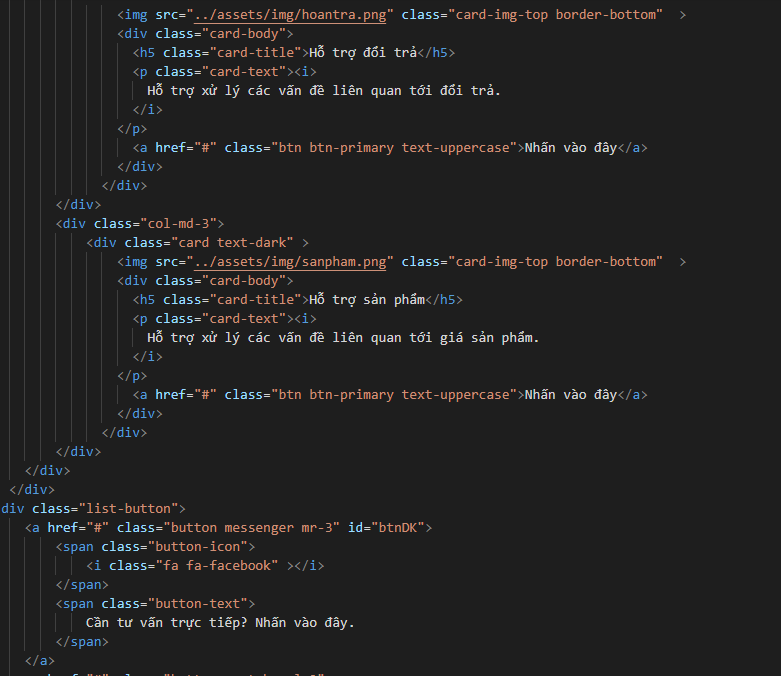 <img src="../assets/img/hoantra.png" class="card-img-top border-bottom"  >
<div class="card-body">
<h5 class="card-title">Hỗ trợ đổi trả</h5>
<p class="card-text"><i>
Hỗ trợ xử lý các vấn đề liên quan tới đổi trả.
</i>
</p>
<a href="#" class="btn btn-primary text-uppercase">Nhấn vào đây</a>
</div>
</div>
</div>
<div class="col-md-3">
<div class="card text-dark" >
<img src="../assets/img/sanpham.png" class="card-img-top border-bottom"  >
<div class="card-body">
<h5 class="card-title">Hỗ trợ sản phẩm</h5>
<p class="card-text"><i>
Hỗ trợ xử lý các vấn đề liên quan tới giá sản phẩm.
</i>
</p>
<a href="#" class="btn btn-primary text-uppercase">Nhấn vào đây</a>
</div>
</div>
</div>
</div>
</div>
div class="list-button">
<a href="#" class="button messenger mr-3" id="btnDK">
<span class="button-icon">
<i class="fa fa-facebook" ></i>
</span>
<span class="button-text">
Cần tư vấn trực tiếp? Nhấn vào đây.
</span>
</a>